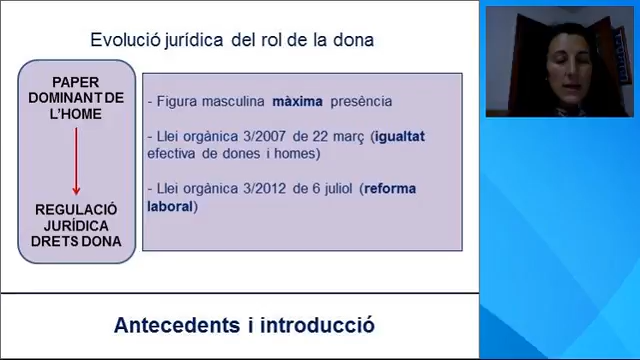 Evolució jurídica del rol de la dona
PAPER
DOMINANT DE
L'HOME
REGULACIÓ
JURÍDICA
DRETS DONA
- Figura masculina màxima presència
- Llei orgànica 3/2007 de 22 març (igualtat
efectiva de dones i homes)
- Llei orgànica 3/2012 de 6 juliol (reforma
laboral)
Antecedents i introducció